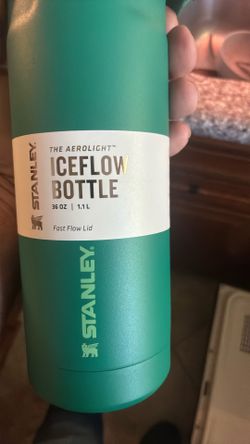 THE AEROLIGHT™
ICEFLOW
BOTTLE
36 OZ | 1.1 L
Fast Flow Lid
STANLEY
STANLEY